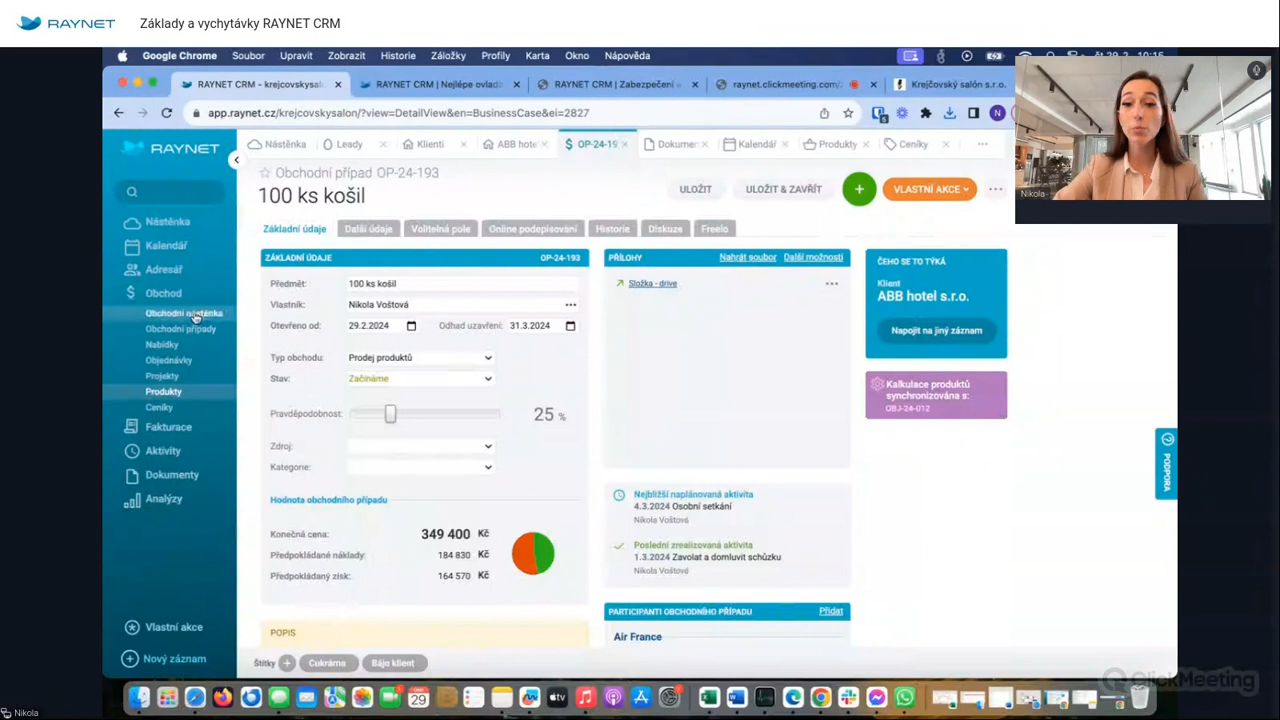 RAYNET Základy a vychytávky RAYNET CRM
Google Chrome Soubor Upravit Zobrazit Historie Záložky Profily Karta Okno Nápověda
čt 29. 2. 10:15
RAYNET CRM - krejcovskysalon
RAYNET CRM | Nejlépe ovlad
RAYNET CRM | Zabezpečení
raynet.clickmeeting.com/
Krejčovský salón s.r.o.
app.raynet.cz/krejcovskysalon/?view=DetailView&en=BusinessCase&ei=2827
N
RAYNET
Nástěnka
Kalendář
Adresář
Obchod
Obchodní nástěnka
Obchodní případy
Nabídky
Objednávky
Projekty
Produkty
Ceníky
Fakturace
Aktivity
Dokumenty
Analýzy
Vlastní akce
Nový záznam
Nástěnka Leady Klienti ABB hote OP-24-19 Dokumen Kalendář Produkty Ceníky
Obchodní případ OP-24-193
100 ks košil
ULOŽIT ULOŽIT & ZAVŘÍT VLASTNÍ AKCE
Základní údaje Další údaje Volitelná pole Online podepisování Historie Diskuze Freelo
ZÁKLADNÍ ÚDAJE OP-24-193
Předmět: 100 ks košil
Vlastník: Nikola Voštová
Otevřeno od: 29.2.2024 Odhad uzavření: 31.3.2024
Typ obchodu: Prodej produktů
Stav: Začínáme
Pravděpodobnost: 25 %
Zdroj:
Kategorie:
Hodnota obchodního případu
Konečná cena: 349 400 Kč
Předpokládané náklady: 184 830 Kč
Předpokládaný zisk: 164 570 Kč
POPIS
Štítky Cukrárna Bájo klient
PŘÍLOHY Nahrát soubor Další možnosti
Složka - drive
Nejbližší naplánovaná aktivita
4.3.2024 Osobní setkání
Nikola Voštová
Poslední zrealizovaná aktivita
1.3.2024 Zavolat a domluvit schůzku
Nikola Voštová
PARTICIPANTI OBCHODNÍHO PŘÍPADU Přidat
Air France
ČEHO SE TO TÝKÁ
Klient
ABB hotel s.r.o.
Napojit na jiný záznam
Kalkulace produktů
synchronizována s:
OBJ-24-012
PODPORA
Nikola
ClickMeeting
Nikola